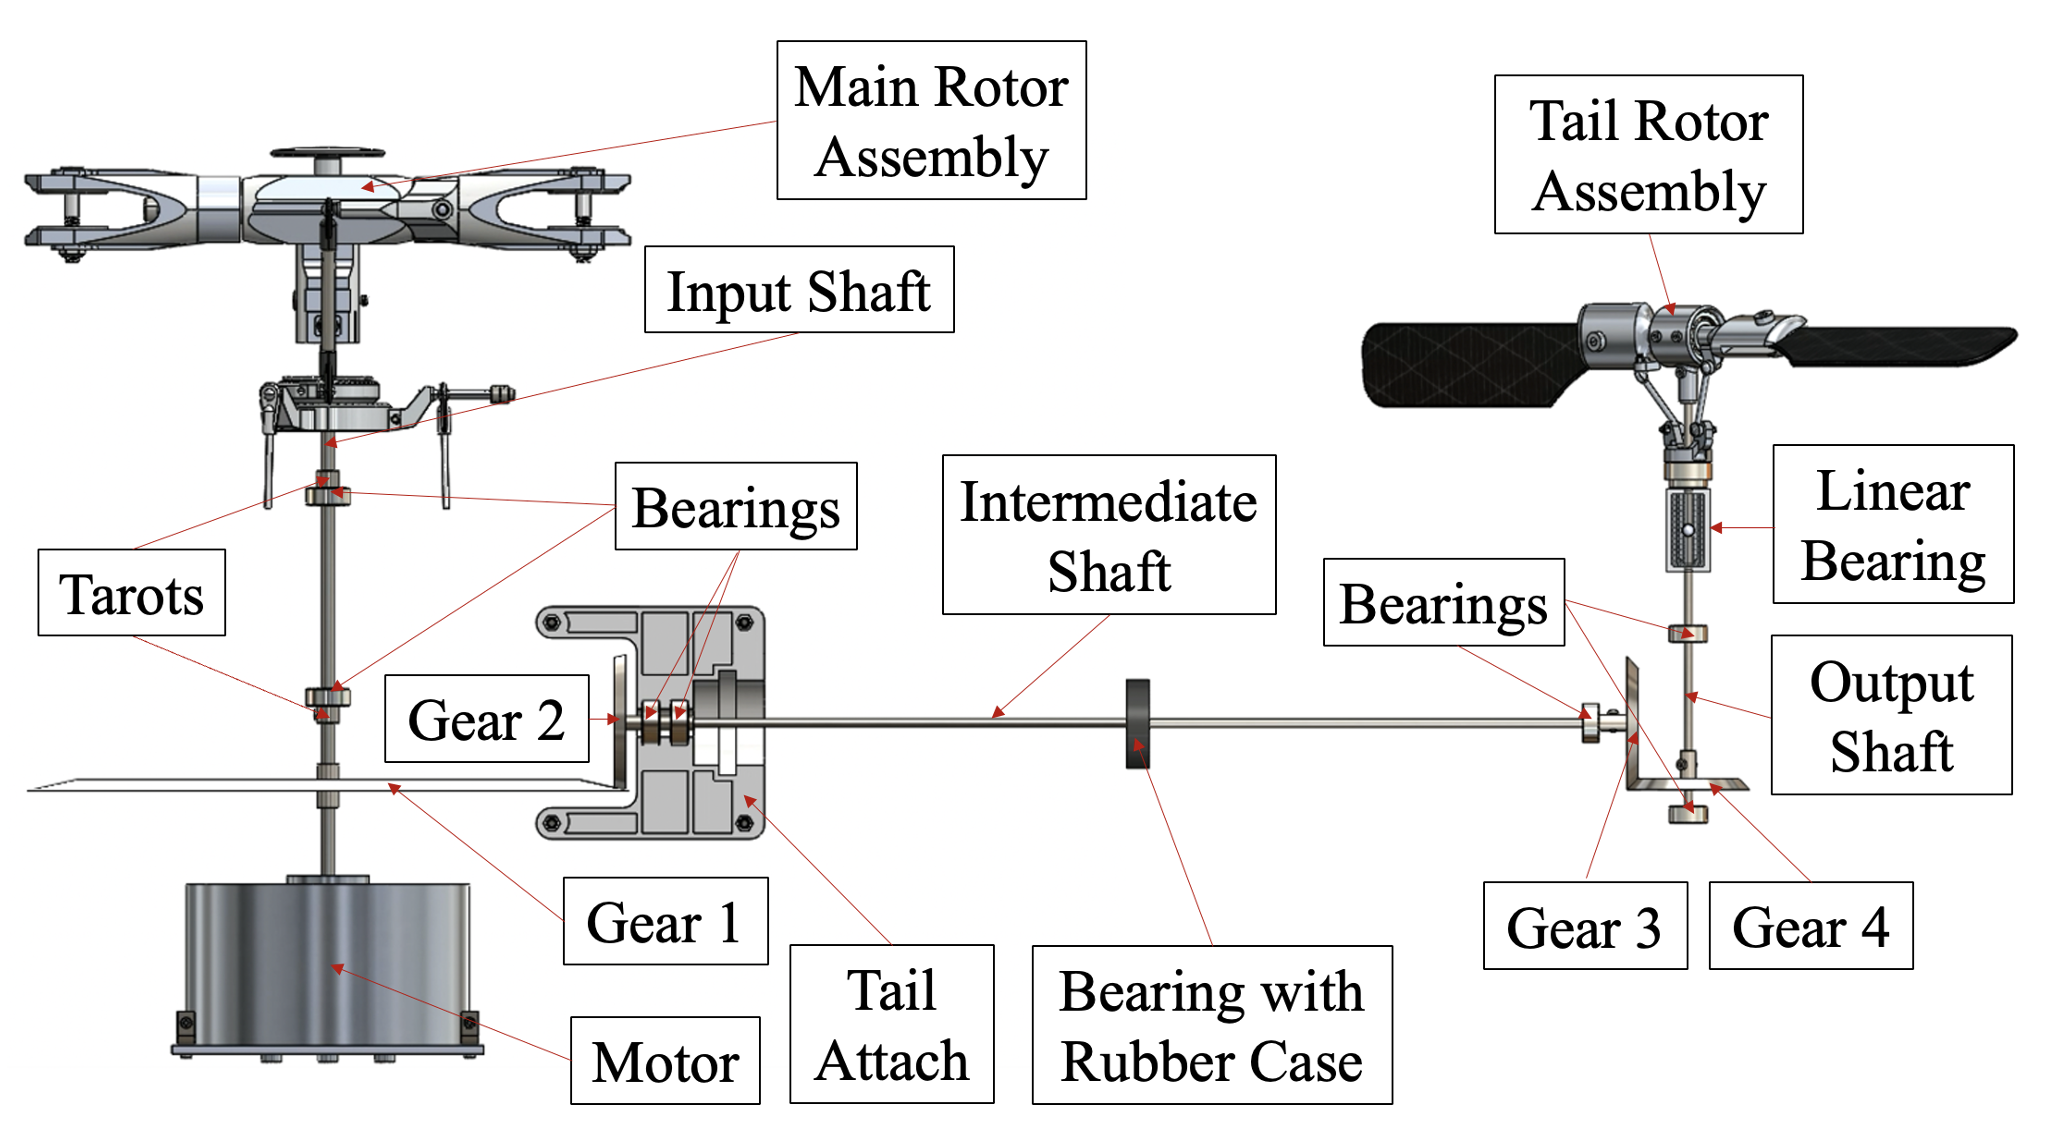 Main Rotor
Assembly
Tail Rotor
Assembly
Input Shaft
Bearings
Intermediate
Shaft
Linear
Bearing
Tarots
Bearings
Gear 2
Output
Shaft
Gear 1
Gear 3
Gear 4
Tail
Attach
Bearing with
Rubber Case
Motor